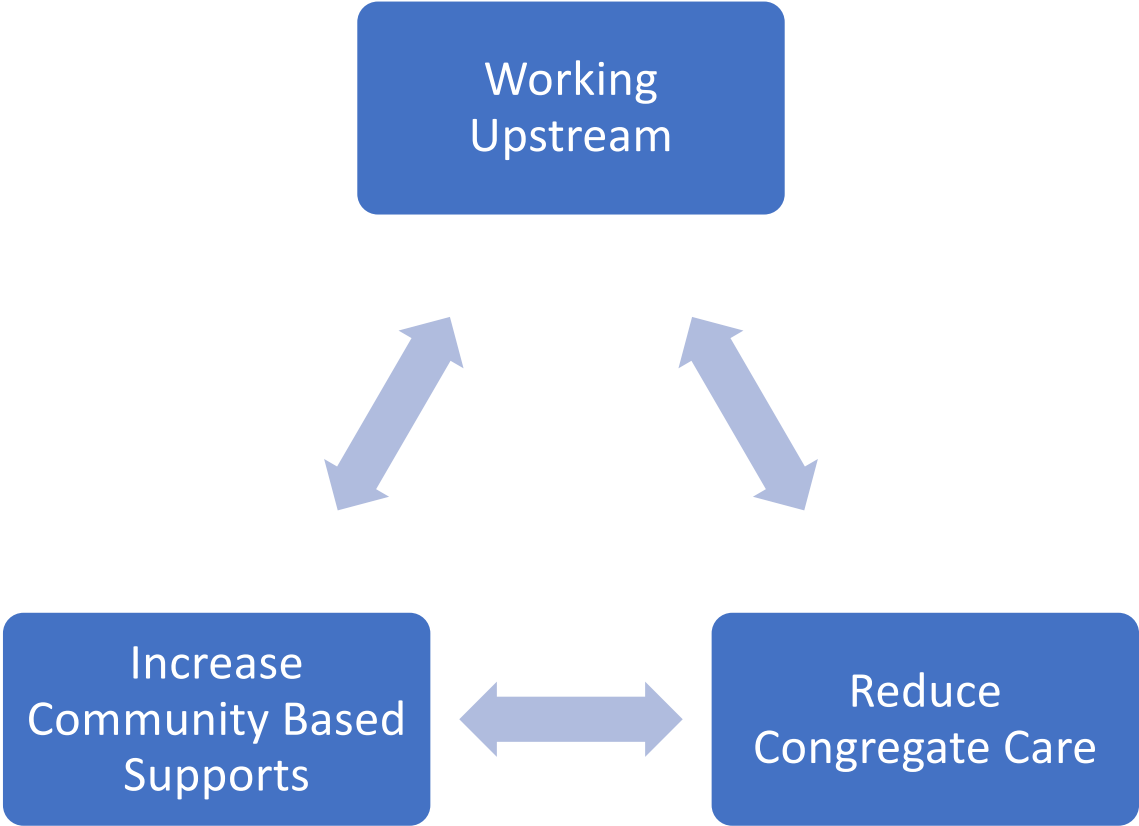 Working
Upstream
Increase
Community Based
Supports
Reduce
Congregate Care